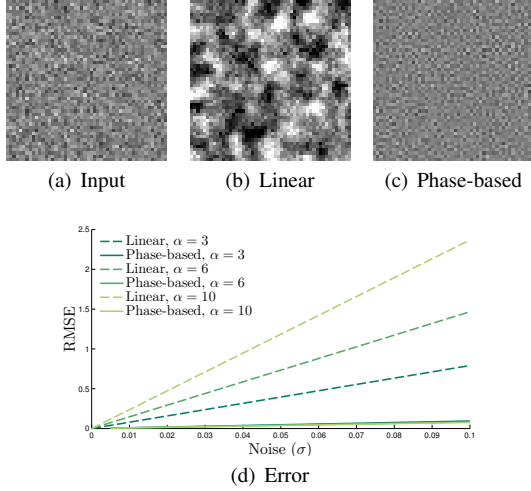 (a) Input (b) Linear (c) Phase-based
2.5
2
1.5
1
0.5
0
RMSE
Linear, α = 3
Phase-based, α = 3
Linear, α = 6
Phase-based, α = 6
Linear, α = 10
Phase-based, α = 10
0 0.01 0.02 0.03 0.04 0.05 0.06 0.07 0.08 0.09 0.1
Noise (σ)
(d) Error